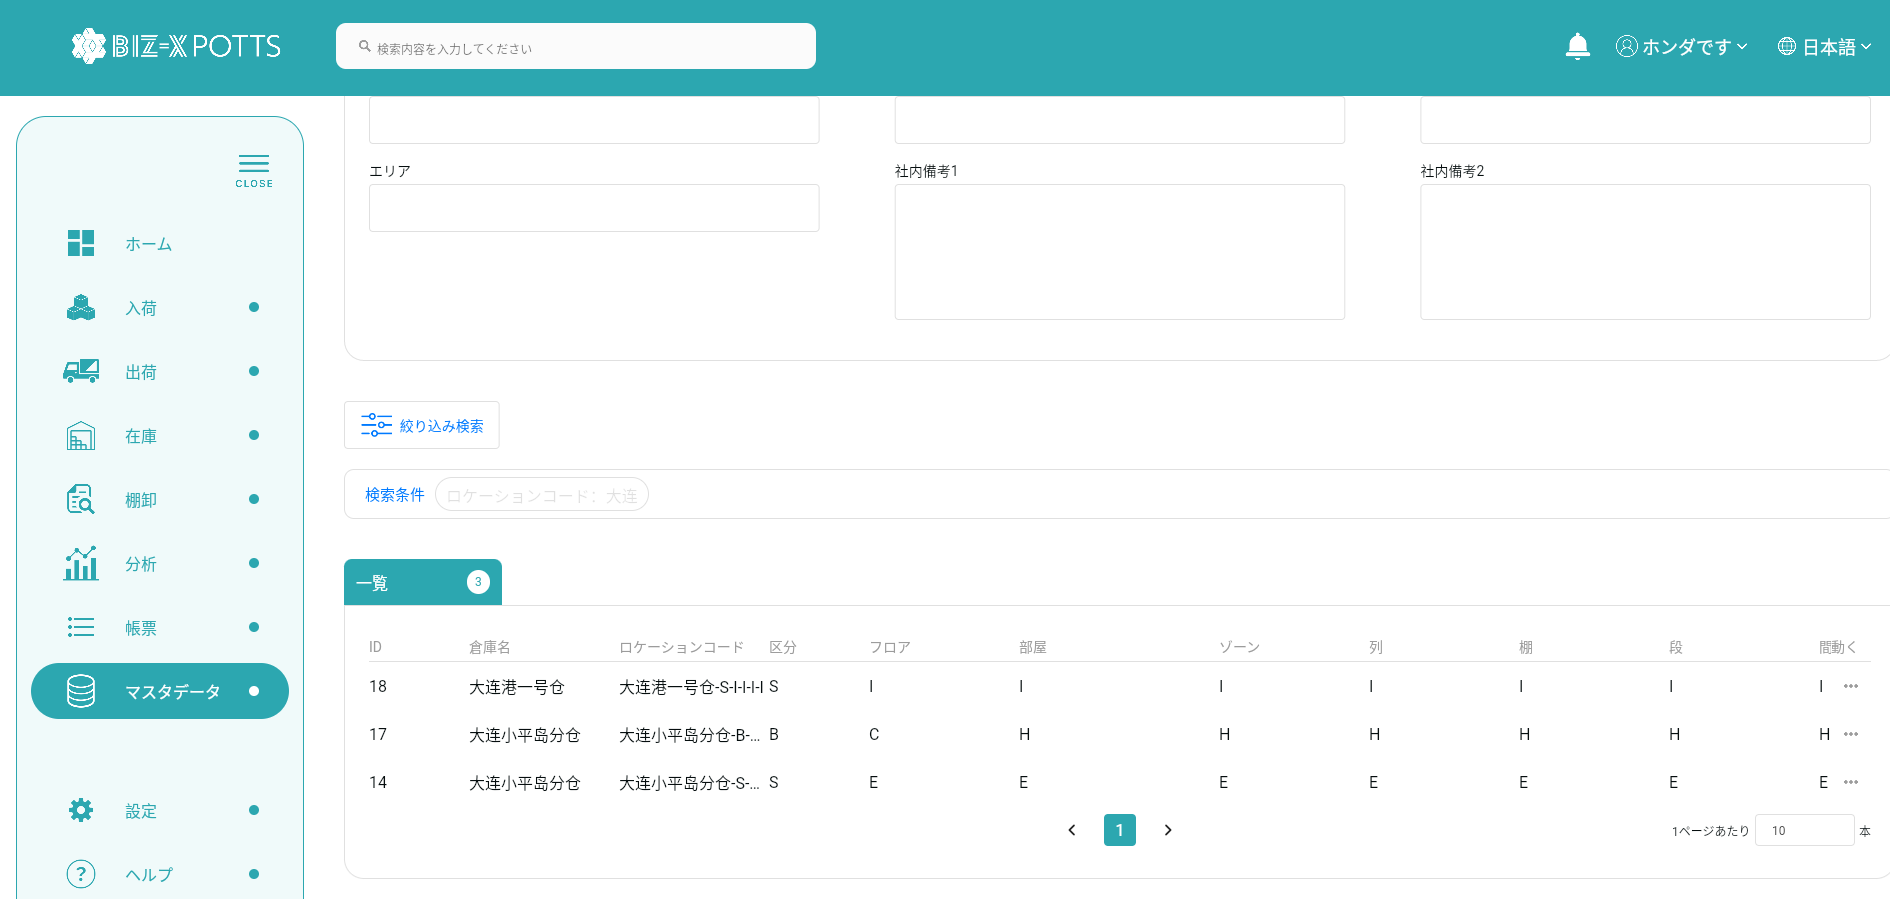 BIZ-X POTTS
検索内容を入力してください
ホンダです
日本語
CLOSE
ホーム
入荷
出荷
在庫
棚卸
分析
帳票
マスタデータ
設定
ヘルプ
エリア
社内備考1
社内備考2
絞り込み検索
検索条件
ロケーションコード：大连
一覧
3
ID 倉庫名 ロケーションコード 区分 フロア 部屋 ゾーン 列 棚 段 間 動く
18 大连港一号仓 大连港一号仓-S-I-I-I-I S I I I I I I I
17 大连小平岛分仓 大连小平岛分仓-B-... B C H H H H H H
14 大连小平岛分仓 大连小平岛分仓-S-... S E E E E E E E
1
1ページあたり 10 本